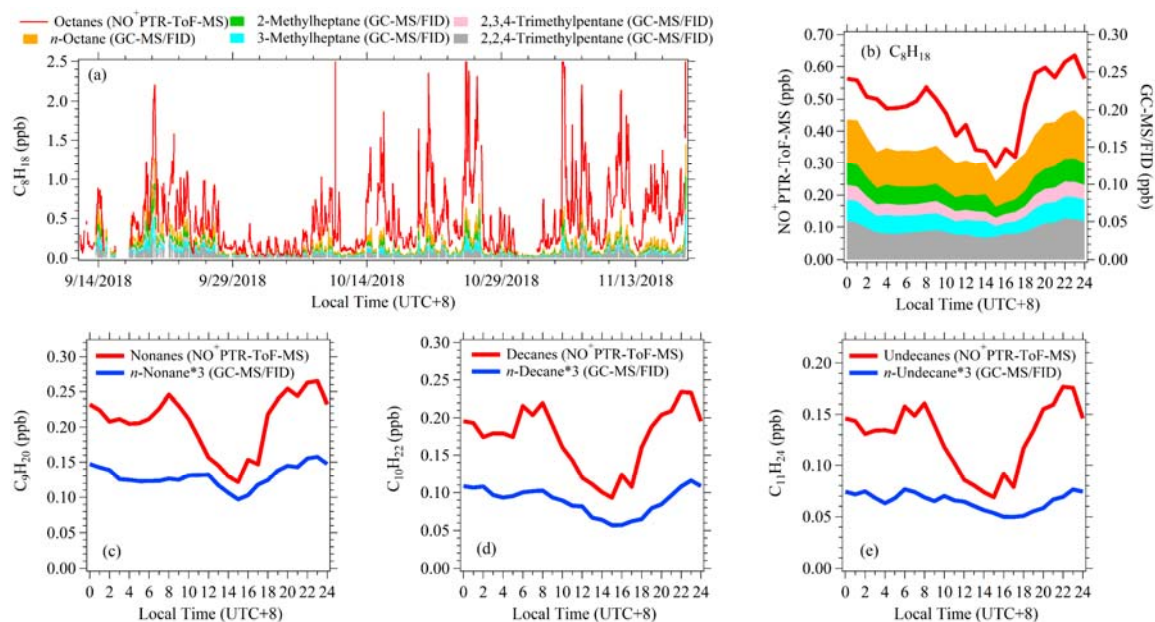 Octanes (NO⁺ PTR-ToF-MS) 2-Methylheptane (GC-MS/FID) 2,3,4-Trimethylpentane (GC-MS/FID)
n-Octane (GC-MS/FID) 3-Methylheptane (GC-MS/FID) 2,2,4-Trimethylpentane (GC-MS/FID)
2.5
2.0
1.5
1.0
0.5
0.0
C₈H₁₈ (ppb)
(a)
9/14/2018 9/29/2018 10/14/2018 10/29/2018 11/13/2018
Local Time (UTC+8)
0.70
0.60
0.50
0.40
0.30
0.20
0.10
0.00
NO⁺ PTR-ToF-MS (ppb)
(b) C₈H₁₈
0.30
0.25
0.20
0.15
0.10
0.05
0.00
GC-MS/FID (ppb)
0 2 4 6 8 10 12 14 16 18 20 22 24
Local Time (UTC+8)
0.30
0.25
0.20
0.15
0.10
0.05
0.00
C₉H₂₀ (ppb)
Nonanes (NO⁺ PTR-ToF-MS)
n-Nonane*3 (GC-MS/FID)
(c)
0 2 4 6 8 10 12 14 16 18 20 22 24
Local Time (UTC+8)
0.30
0.25
0.20
0.15
0.10
0.05
0.00
C₁₀H₂₂ (ppb)
Decanes (NO⁺ PTR-ToF-MS)
n-Decane*3 (GC-MS/FID)
(d)
0 2 4 6 8 10 12 14 16 18 20 22 24
Local Time (UTC+8)
0.20
0.15
0.10
0.05
0.00
C₁₁H₂₄ (ppb)
Undecanes (NO⁺ PTR-ToF-MS)
n-Undecane*3 (GC-MS/FID)
(e)
0 2 4 6 8 10 12 14 16 18 20 22 24
Local Time (UTC+8)